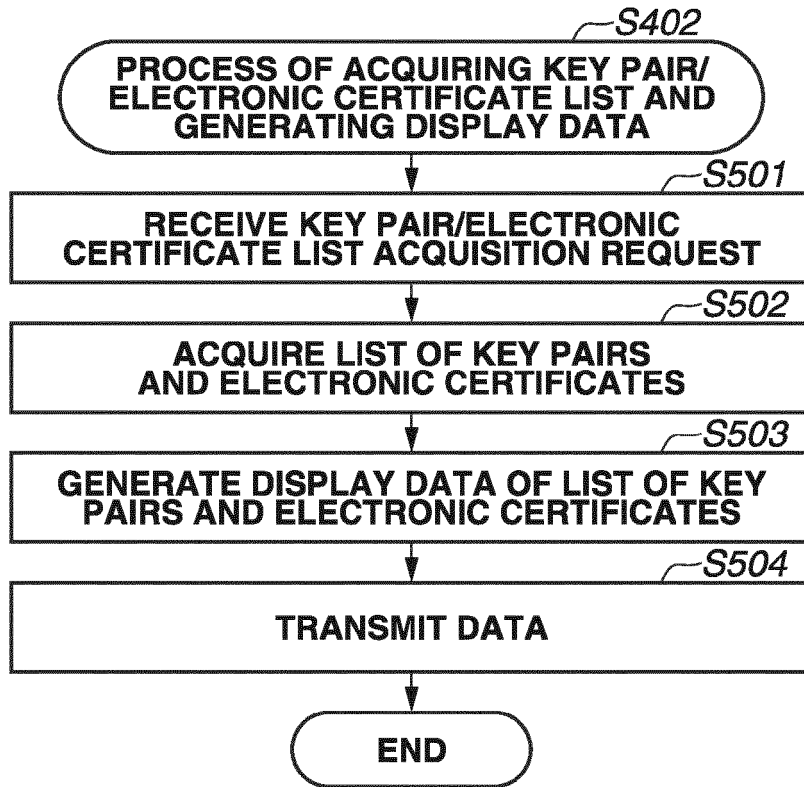 S402
PROCESS OF ACQUIRING KEY PAIR/
ELECTRONIC CERTIFICATE LIST AND
GENERATING DISPLAY DATA
S501
RECEIVE KEY PAIR/ELECTRONIC
CERTIFICATE LIST ACQUISITION REQUEST
S502
ACQUIRE LIST OF KEY PAIRS
AND ELECTRONIC CERTIFICATES
S503
GENERATE DISPLAY DATA OF LIST OF KEY
PAIRS AND ELECTRONIC CERTIFICATES
S504
TRANSMIT DATA
END